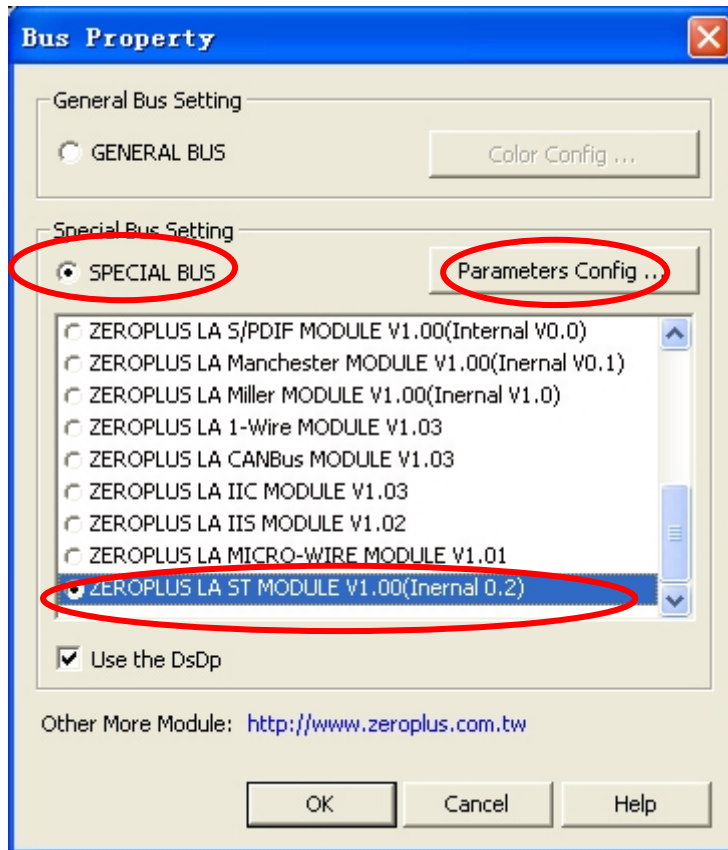 Bus Property
General Bus Setting
GENERAL BUS
Color Config ...
Special Bus Setting
SPECIAL BUS
Parameters Config ...
ZEROPLUS LA S/PDIF MODULE V1.00(Internal V0.0)
ZEROPLUS LA Manchester MODULE V1.00(Inernal V0.1)
ZEROPLUS LA Miller MODULE V1.00(Inernal V1.0)
ZEROPLUS LA 1-Wire MODULE V1.03
ZEROPLUS LA CANBus MODULE V1.03
ZEROPLUS LA IIC MODULE V1.03
ZEROPLUS LA IIS MODULE V1.02
ZEROPLUS LA MICRO-WIRE MODULE V1.01
ZEROPLUS LA ST MODULE V1.00(Inernal 0.2)
Use the DsDp
Other More Module: http://www.zeroplus.com.tw
OK
Cancel
Help